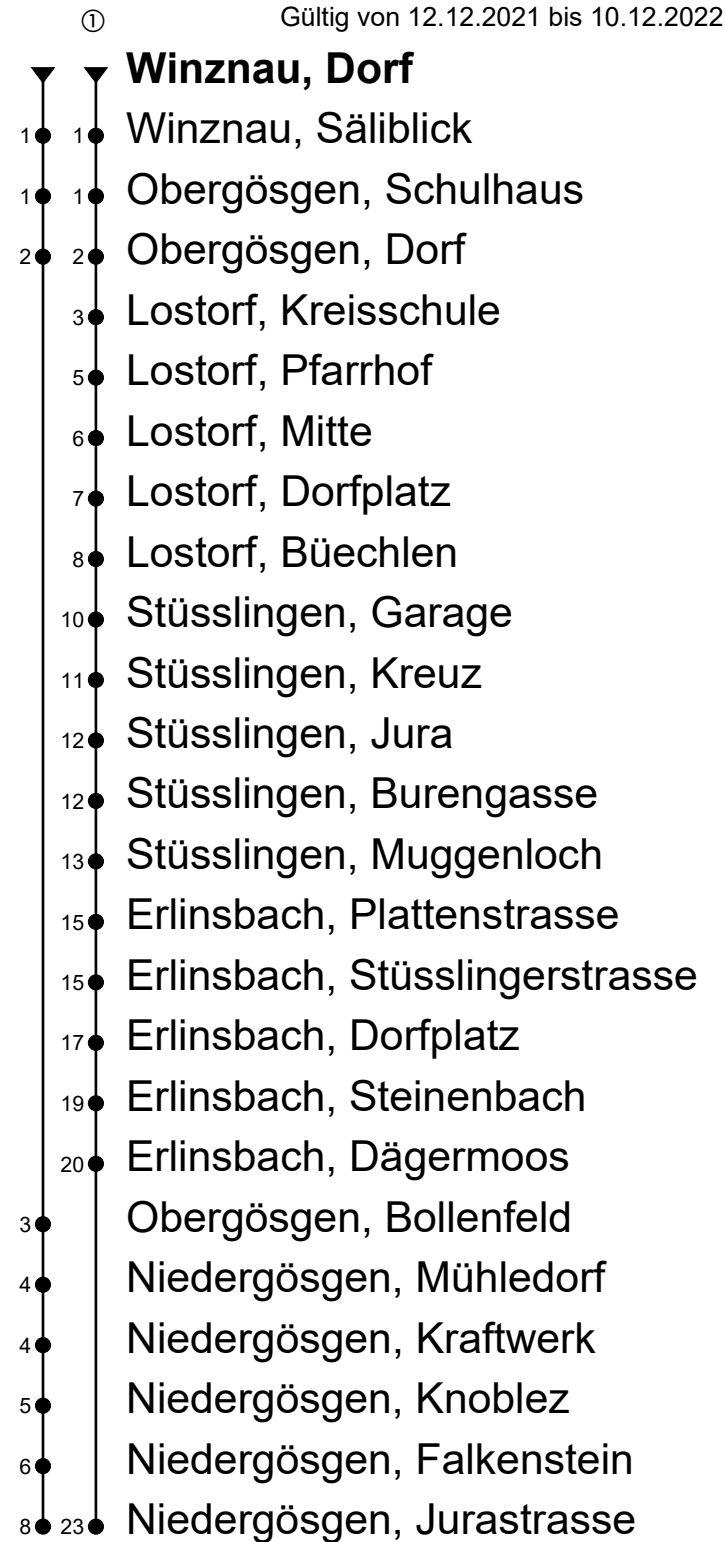 ① Gültig von 12.12.2021 bis 10.12.2022
Winznau, Dorf
1 1 Winznau, Säliblick
1 1 Obergösgen, Schulhaus
2 2 Obergösgen, Dorf
3 Lostorf, Kreisschule
5 Lostorf, Pfarrhof
6 Lostorf, Mitte
7 Lostorf, Dorfplatz
8 Lostorf, Büechlen
10 Stüsslingen, Garage
11 Stüsslingen, Kreuz
12 Stüsslingen, Jura
12 Stüsslingen, Burengasse
13 Stüsslingen, Muggenloch
15 Erlinsbach, Plattenstrasse
15 Erlinsbach, Stüsslingerstrasse
17 Erlinsbach, Dorfplatz
19 Erlinsbach, Steinenbach
20 Erlinsbach, Dägermoos
3 Obergösgen, Bollenfeld
4 Niedergösgen, Mühledorf
4 Niedergösgen, Kraftwerk
5 Niedergösgen, Knoblez
6 Niedergösgen, Falkenstein
8 23 Niedergösgen, Jurastrasse